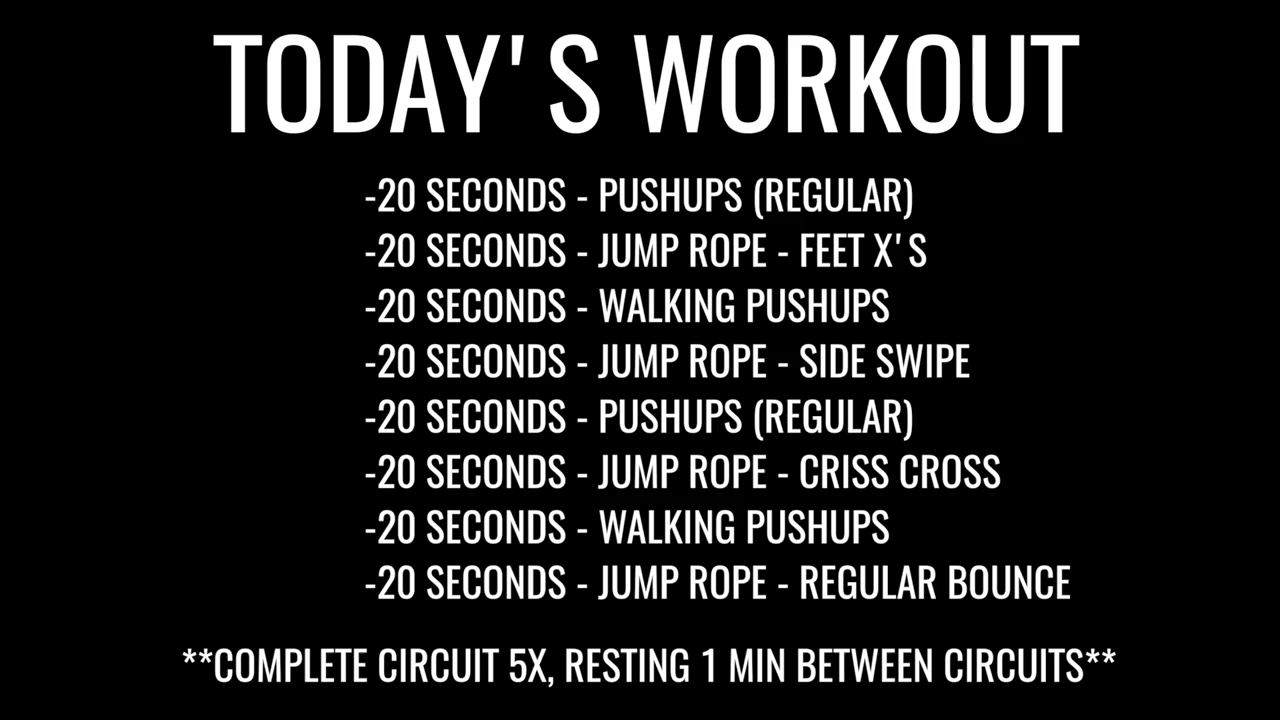 TODAY'S WORKOUT
-20 SECONDS - PUSHUPS (REGULAR)
-20 SECONDS - JUMP ROPE - FEET X'S
-20 SECONDS - WALKING PUSHUPS
-20 SECONDS - JUMP ROPE - SIDE SWIPE
-20 SECONDS - PUSHUPS (REGULAR)
-20 SECONDS - JUMP ROPE - CRISS CROSS
-20 SECONDS - WALKING PUSHUPS
-20 SECONDS - JUMP ROPE - REGULAR BOUNCE
**COMPLETE CIRCUIT 5X, RESTING 1 MIN BETWEEN CIRCUITS**